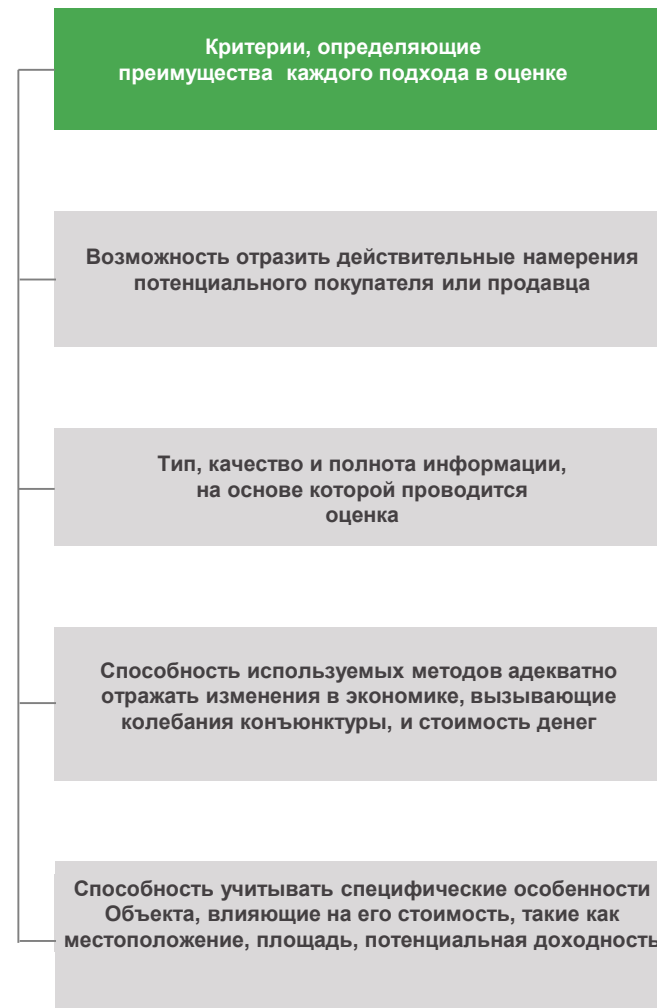 Критерии, определяющие
преимущества каждого подхода в оценке
Возможность отразить действительные намерения
потенциального покупателя или продавца
Тип, качество и полнота информации,
на основе которой проводится
оценка
Способность используемых методов адекватно
отражать изменения в экономике, вызывающие
колебания конъюнктуры, и стоимость денег
Способность учитывать специфические особенности
Объекта, влияющие на его стоимость, такие как
местоположение, площадь, потенциальная доходность